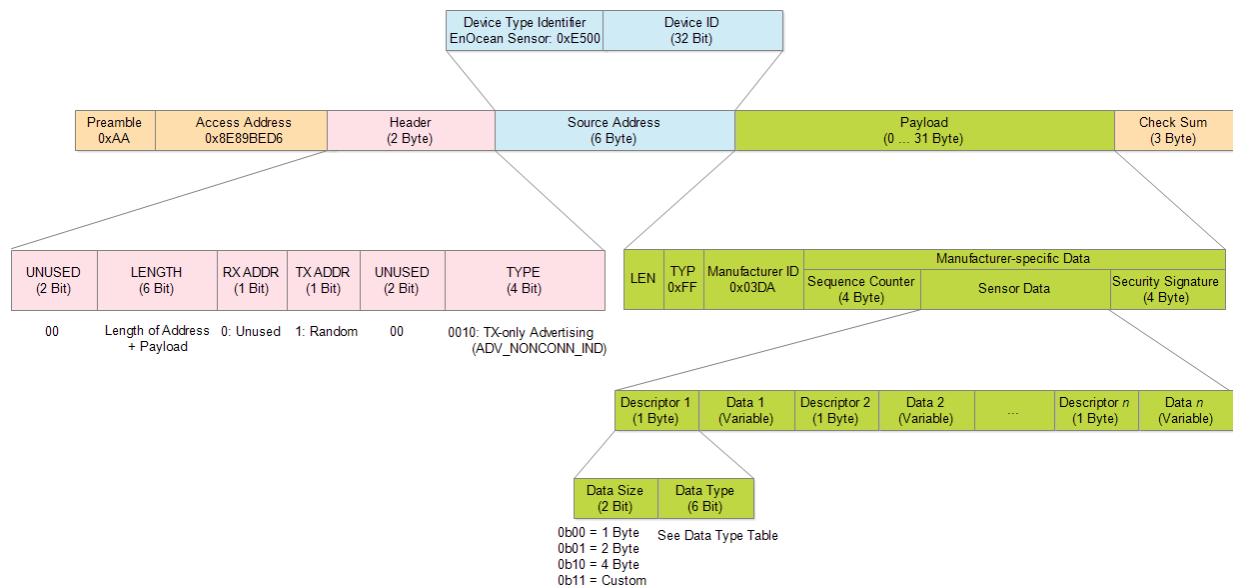 Device Type Identifier
EnOcean Sensor: 0xE500
Device ID
(32 Bit)
Preamble
0xAA
Access Address
0x8E89BED6
Header
(2 Byte)
Source Address
(6 Byte)
Payload
(0 ... 31 Byte)
Check Sum
(3 Byte)
UNUSED
(2 Bit)
LENGTH
(6 Bit)
RX ADDR
(1 Bit)
TX ADDR
(1 Bit)
UNUSED
(2 Bit)
TYPE
(4 Bit)
00
Length of Address
+ Payload
0: Unused
1: Random
00
0010: TX-only Advertising
(ADV_NONCONN_IND)
LEN
TYP
0xFF
Manufacturer ID
0x03DA
Manufacturer-specific Data
Sequence Counter
(4 Byte)
Sensor Data
Security Signature
(4 Byte)
Descriptor 1
(1 Byte)
Data 1
(Variable)
Descriptor 2
(1 Byte)
Data 2
(Variable)
...
Descriptor n
(1 Byte)
Data n
(Variable)
Data Size
(2 Bit)
Data Type
(6 Bit)
0b00 = 1 Byte
0b01 = 2 Byte
0b10 = 4 Byte
0b11 = Custom
See Data Type Table